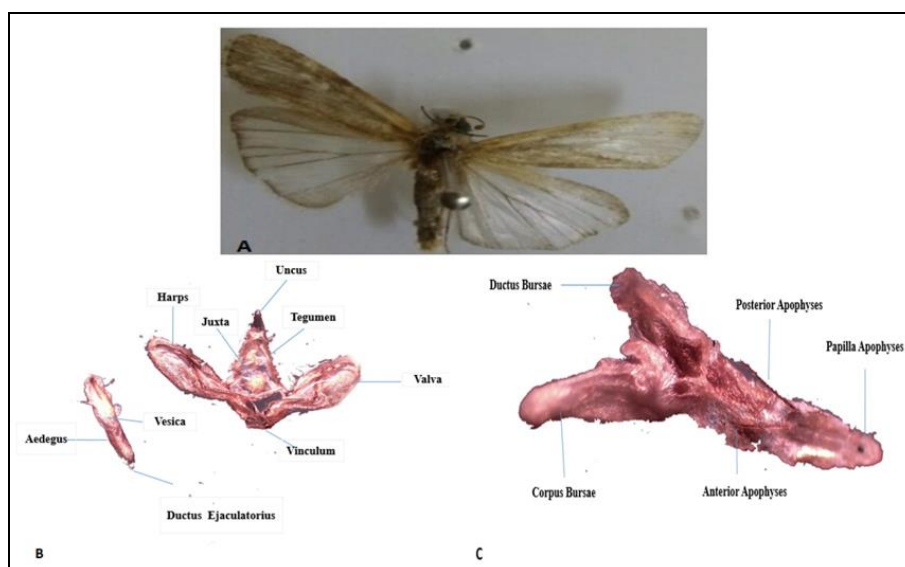 A
Uncus
Harps
Juxta
Tegumen
Valva
Vesica
Aedegus
Vinculum
Ductus Ejaculatorius
B
Ductus Bursae
Posterior Apophyses
Papilla Apophyses
Corpus Bursae
Anterior Apophyses
C